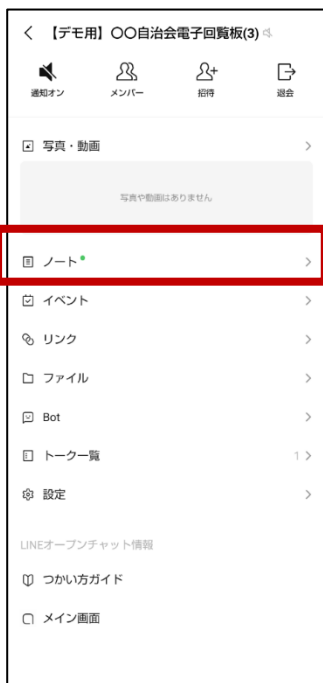 【デモ用】〇〇自治会電子回覧板(3)
通知オン メンバー 招待 退会
写真・動画
写真や動画はありません
ノート
イベント
リンク
ファイル
Bot
トーク一覧 1
設定
LINEオープンチャット情報
つかい方ガイド
メイン画面